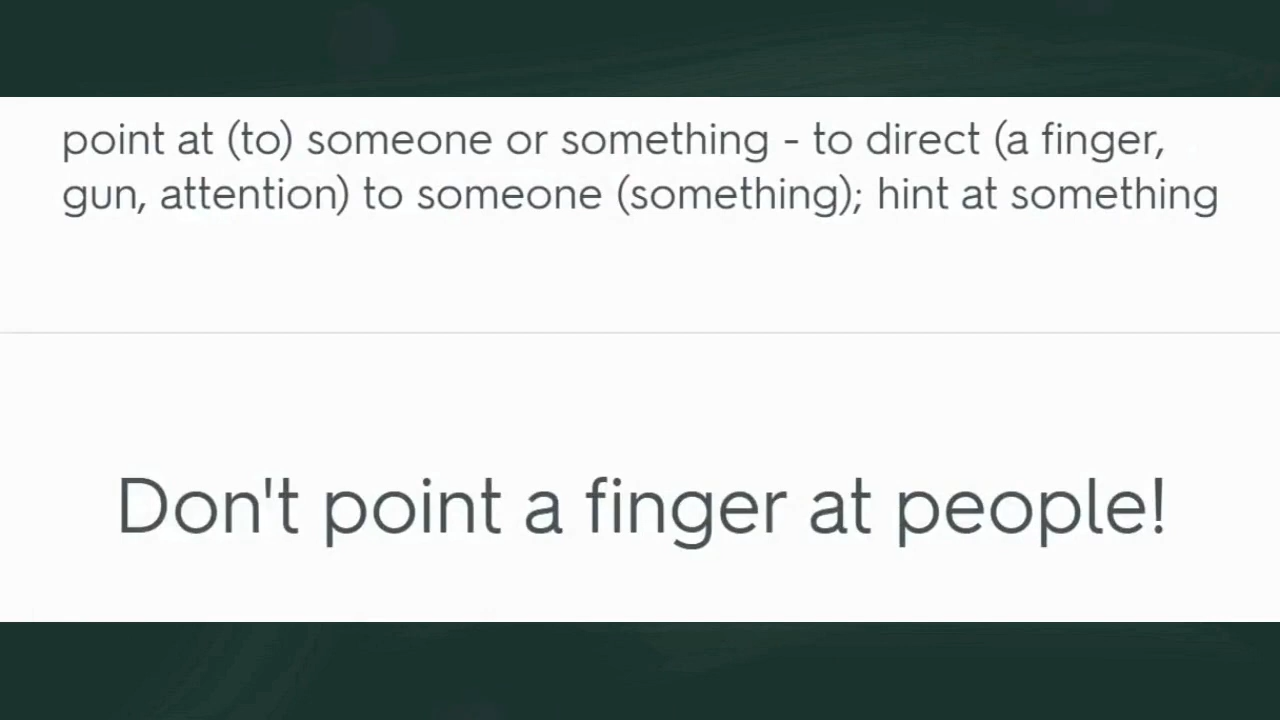 point at (to) someone or something - to direct (a finger,
gun, attention) to someone (something); hint at something
Don't point a finger at people!